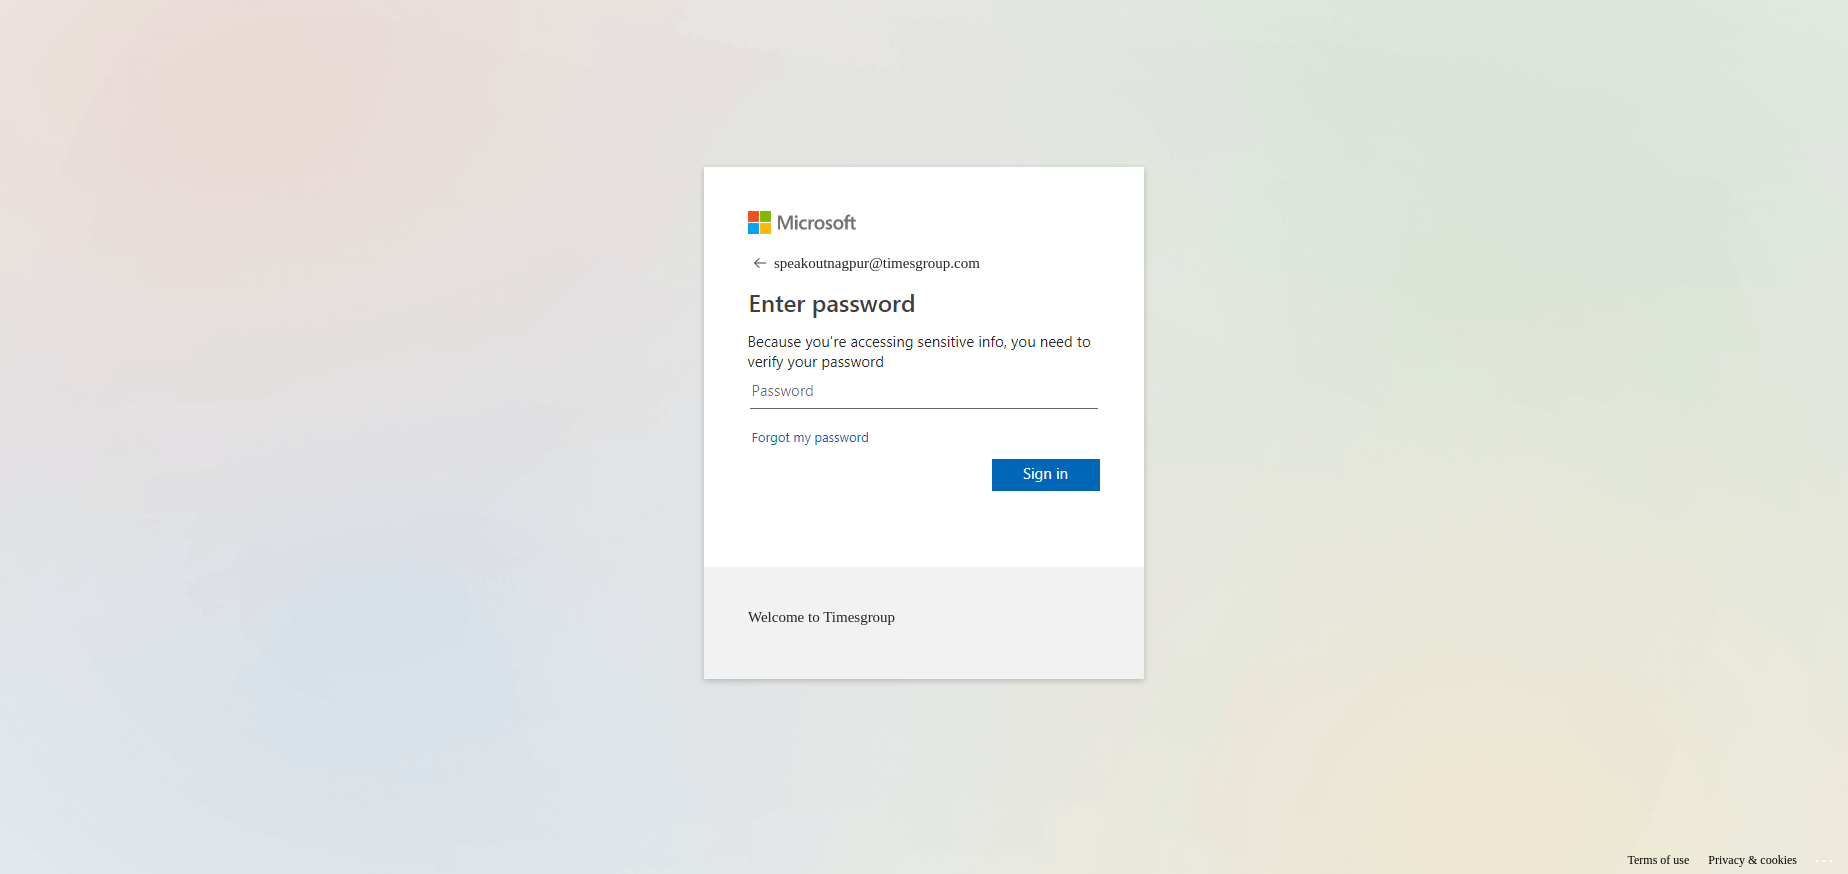 Microsoft
speakoutnagpur@timesgroup.com
Enter password
Because you're accessing sensitive info, you need to
verify your password
Password
Forgot my password
Sign in
Welcome to Timesgroup
Terms of use Privacy & cookies ...